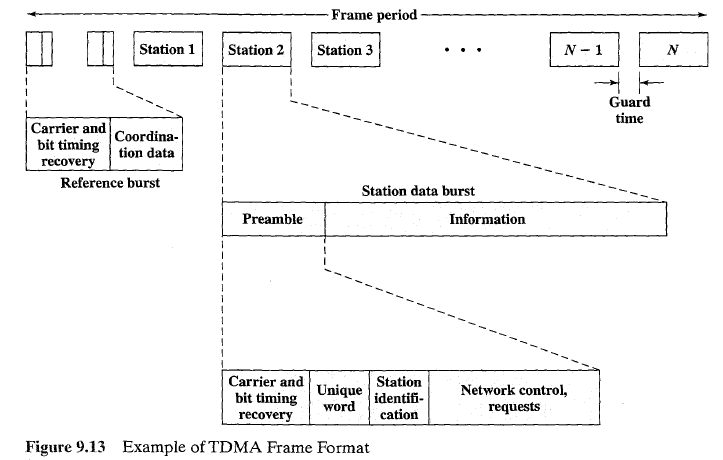 Frame period
Station 1
Station 2
Station 3
· · ·
N − 1
N
Guard
time
Carrier and
bit timing
recovery
Coordina-
tion data
Reference burst
Station data burst
Preamble
Information
Carrier and
bit timing
recovery
Unique
word
Station
identifi-
cation
Network control,
requests
Figure 9.13 Example of TDMA Frame Format